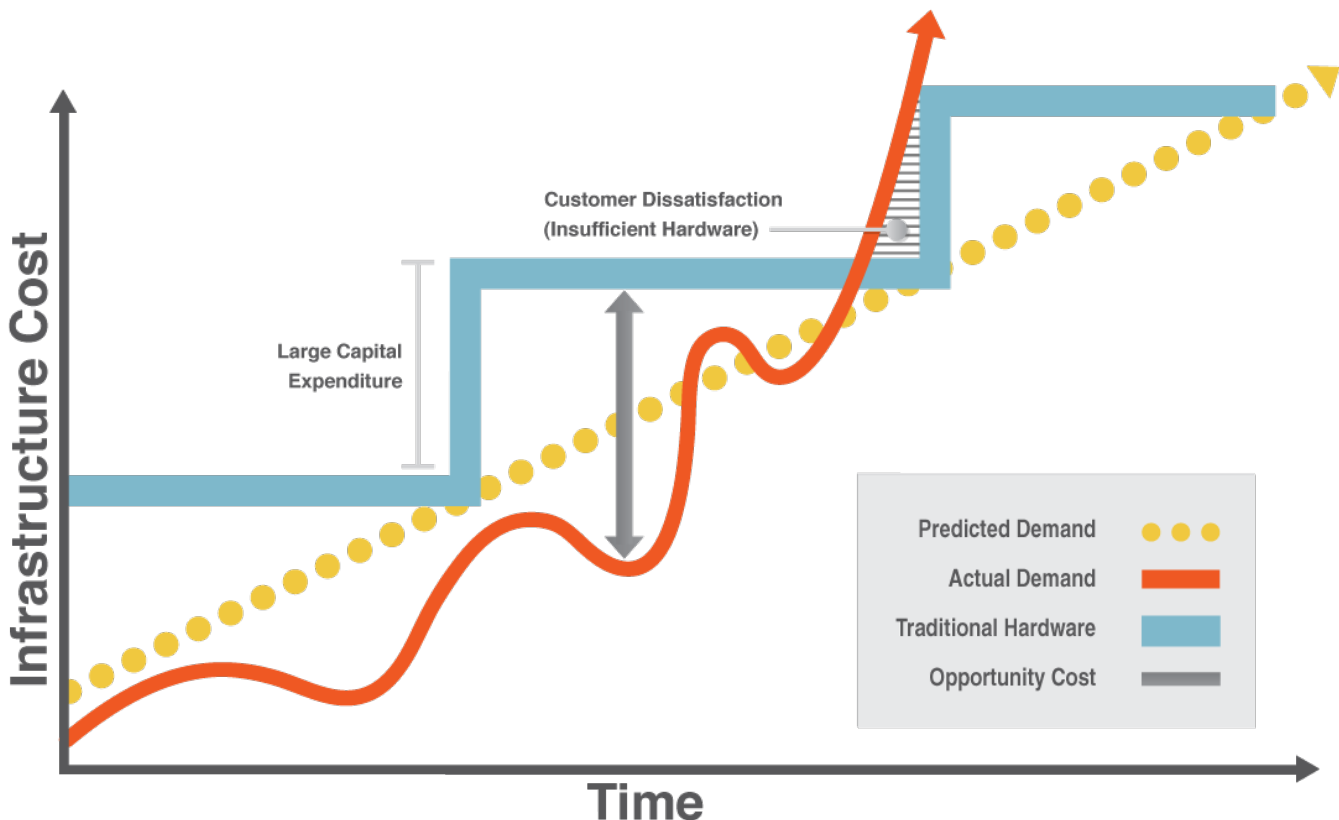 Customer Dissatisfaction
(Insufficient Hardware)
Large Capital
Expenditure
Infrastructure Cost
Predicted Demand
Actual Demand
Traditional Hardware
Opportunity Cost
Time